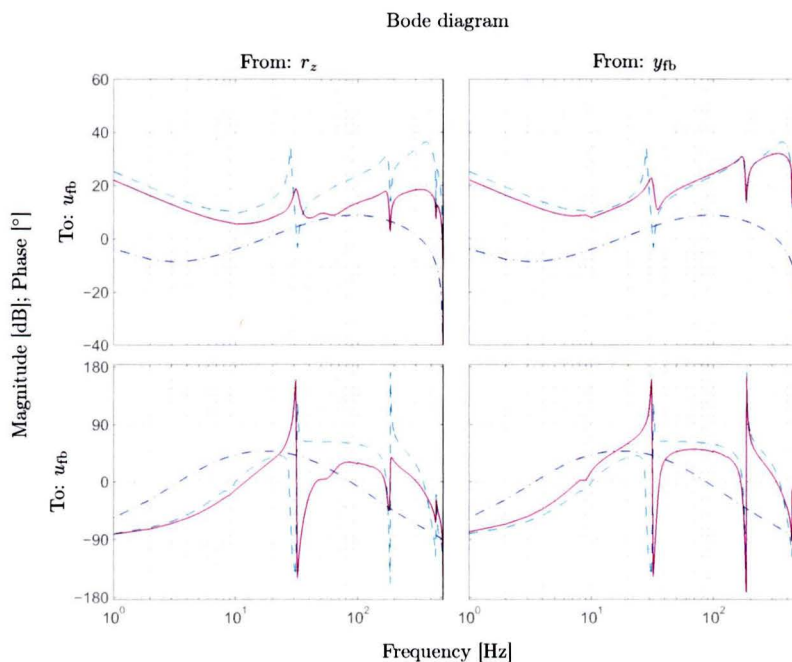 Bode diagram
From: r_z
From: y_fb
Magnitude [dB]; Phase [°]
To: u_fb
60
40
20
0
−20
−40
To: u_fb
180
90
0
−90
−180
10^0
10^1
10^2
10^0
10^1
10^2
Frequency [Hz]